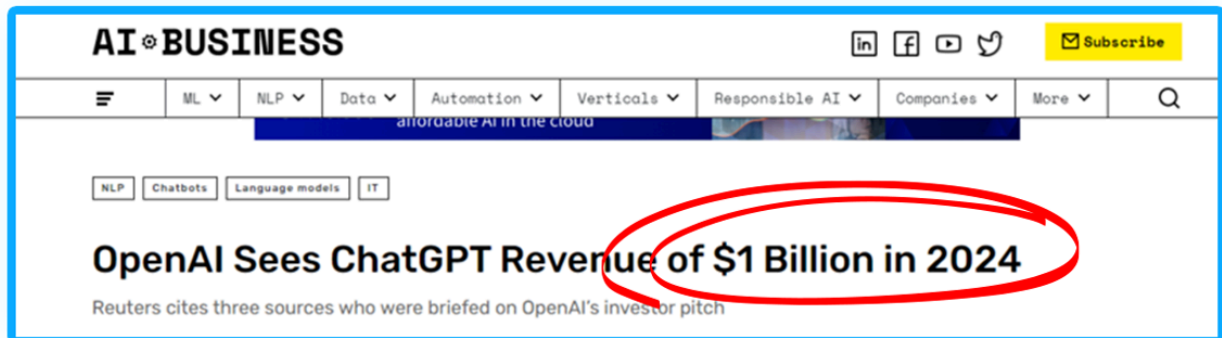 AI BUSINESS
Subscribe
ML NLP Data Automation Verticals Responsible AI Companies More
affordable AI in the cloud
NLP Chatbots Language models IT
OpenAI Sees ChatGPT Revenue of $1 Billion in 2024
Reuters cites three sources who were briefed on OpenAI's investor pitch